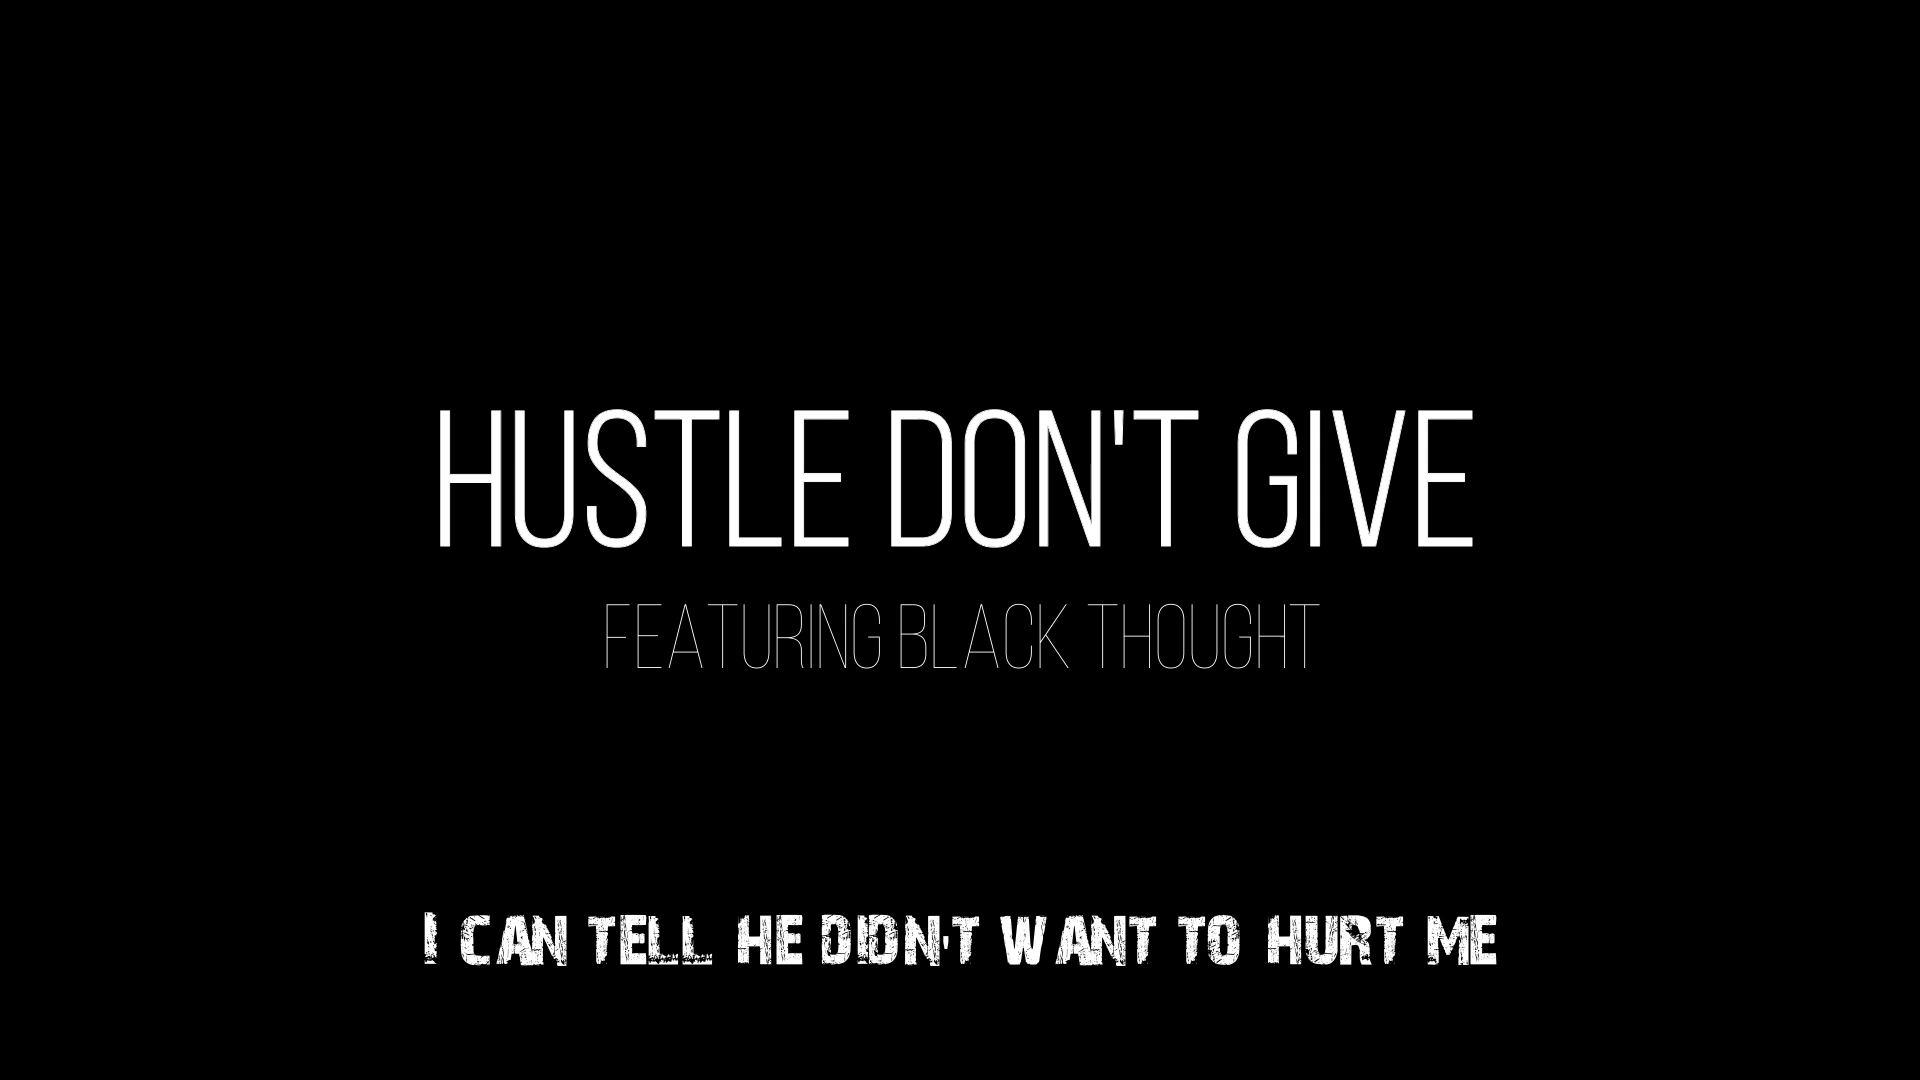 HUSTLE DON'T GIVE
FEATURING BLACK THOUGHT
I CAN TELL HE DIDN'T WANT TO HURT ME